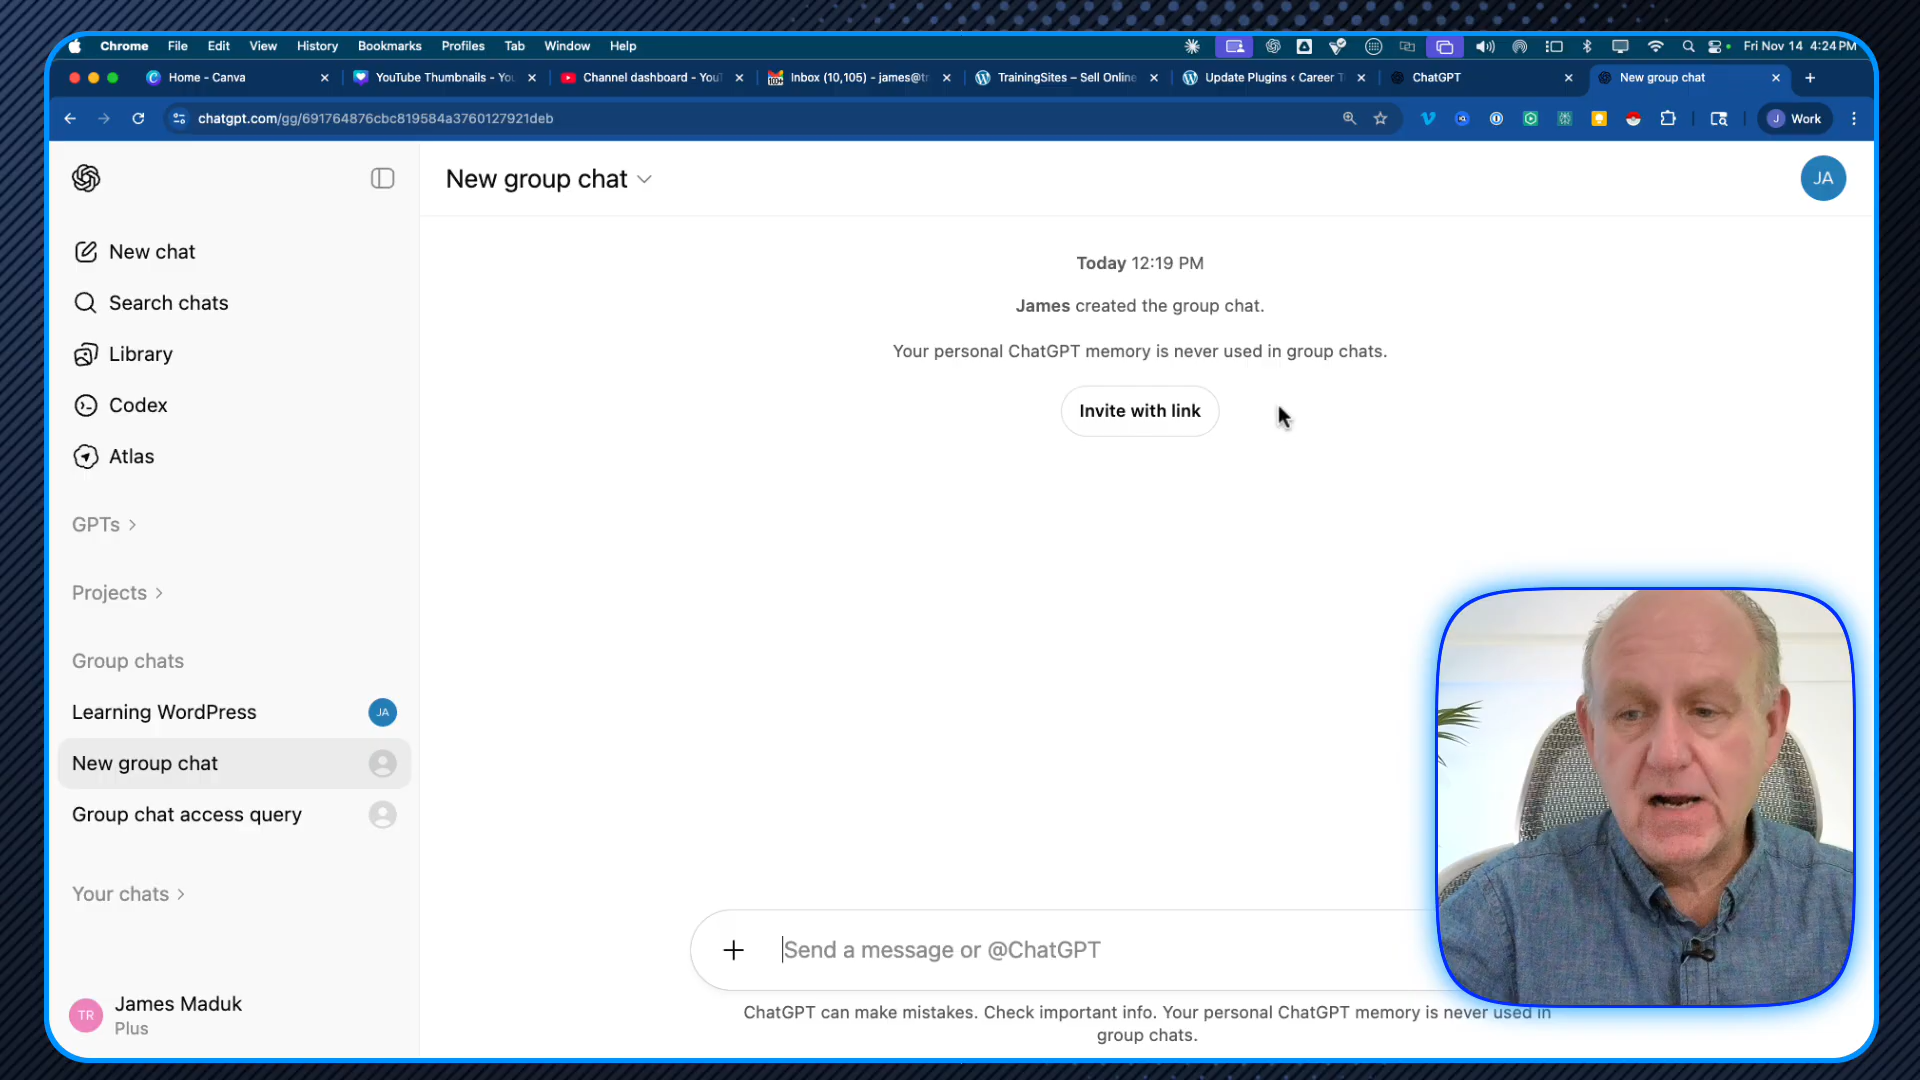 Chrome File Edit View History Bookmarks Profiles Tab Window Help Fri Nov 14 4:24PM
Home - Canva
YouTube Thumbnails - You
Channel dashboard - You
Inbox (10,105) - james@tr
TrainingSites – Sell Online
Update Plugins ‹ Career T
ChatGPT
New group chat
chatgpt.com/gg/691764876cbc819584a3760127921deb
J Work
New group chat
JA
New chat
Search chats
Library
Codex
Atlas
GPTs
Projects
Group chats
Learning WordPress JA
New group chat
Group chat access query
Your chats
TR James Maduk
Plus
Today 12:19 PM
James created the group chat.
Your personal ChatGPT memory is never used in group chats.
Invite with link
Send a message or @ChatGPT
ChatGPT can make mistakes. Check important info. Your personal ChatGPT memory is never used in
group chats.